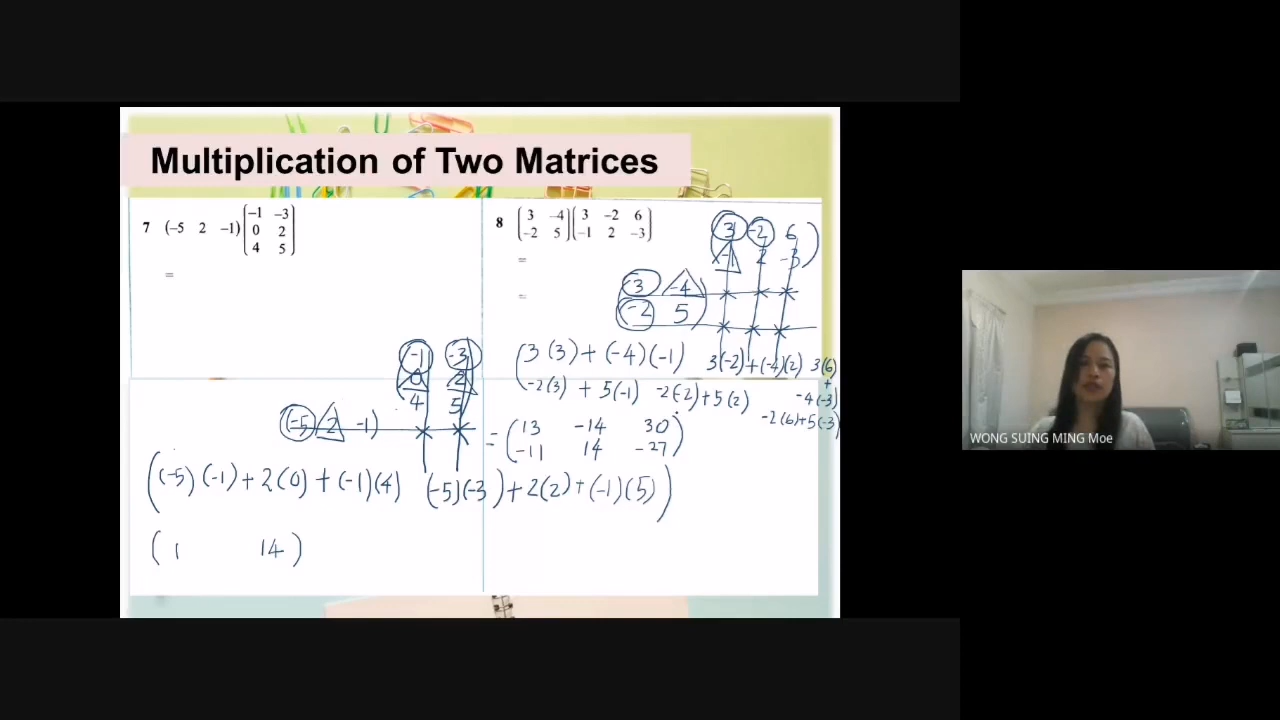 Multiplication of Two Matrices
7 (-5 2 -1) (-1 -3
0 2
4 5)
=
8 (3 -4
-2 5) (3 -2 6
-1 2 -3)
=
=
3 -2 6
-1 2 -3)
3 -4
-2 5)
(3(3)+(-4)(-1) 3(-2)+(-4)(2) 3(6)
+
-4(-3)
-2(3) + 5(-1) -2(-2)+5(2) -2(6)+5(-3)
= (13 -14 30
-11 14 -27)
-1 -3
0 2
4 5
(-5 2 -1)
((-5)(-1)+2(0)+(-1)(4) (-5)(-3)+2(2)+(-1)(5))
(1 14)
WONG SUING MING Moe